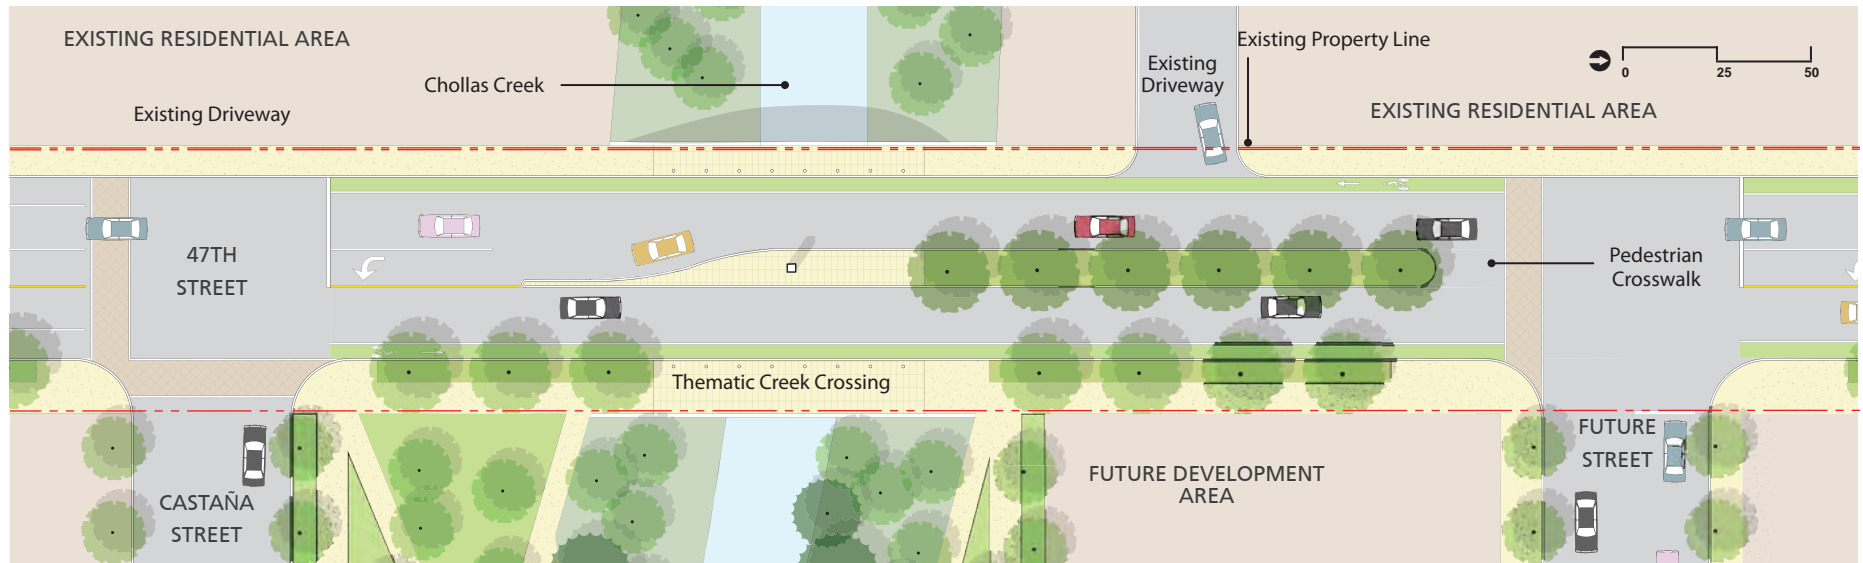 EXISTING RESIDENTIAL AREA
Existing Property Line
Existing
Driveway
Chollas Creek
0 25 50
Existing Driveway
EXISTING RESIDENTIAL AREA
47TH
STREET
Pedestrian
Crosswalk
Thematic Creek Crossing
FUTURE
STREET
FUTURE DEVELOPMENT
AREA
CASTAÑA
STREET